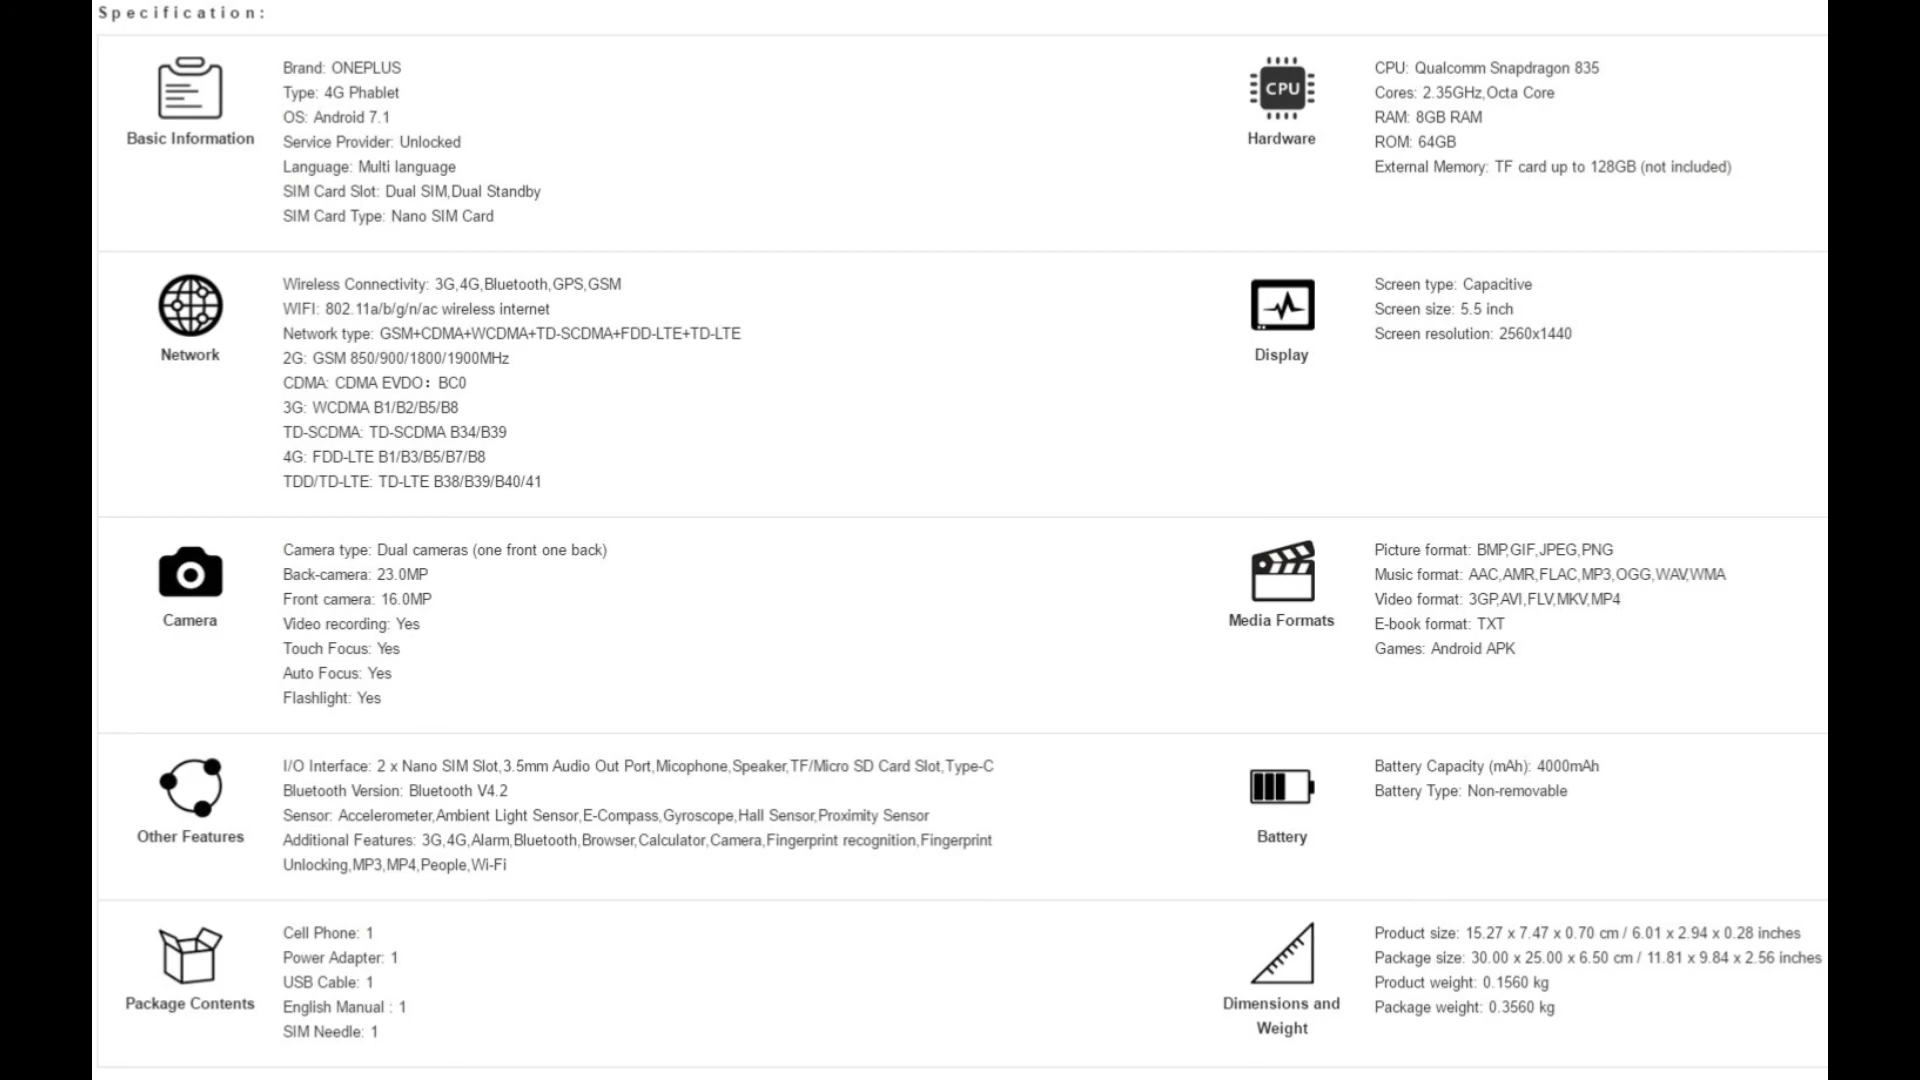 Specification:
Basic Information
Brand: ONEPLUS
Type: 4G Phablet
OS: Android 7.1
Service Provider: Unlocked
Language: Multi language
SIM Card Slot: Dual SIM,Dual Standby
SIM Card Type: Nano SIM Card
CPU
Hardware
CPU: Qualcomm Snapdragon 835
Cores: 2.35GHz,Octa Core
RAM: 8GB RAM
ROM: 64GB
External Memory: TF card up to 128GB (not included)
Network
Wireless Connectivity: 3G,4G,Bluetooth,GPS,GSM
WIFI: 802.11a/b/g/n/ac wireless internet
Network type: GSM+CDMA+WCDMA+TD-SCDMA+FDD-LTE+TD-LTE
2G: GSM 850/900/1800/1900MHz
CDMA: CDMA EVDO：BC0
3G: WCDMA B1/B2/B5/B8
TD-SCDMA: TD-SCDMA B34/B39
4G: FDD-LTE B1/B3/B5/B7/B8
TDD/TD-LTE: TD-LTE B38/B39/B40/41
Display
Screen type: Capacitive
Screen size: 5.5 inch
Screen resolution: 2560x1440
Camera
Camera type: Dual cameras (one front one back)
Back-camera: 23.0MP
Front camera: 16.0MP
Video recording: Yes
Touch Focus: Yes
Auto Focus: Yes
Flashlight: Yes
Media Formats
Picture format: BMP,GIF,JPEG,PNG
Music format: AAC,AMR,FLAC,MP3,OGG,WAV,WMA
Video format: 3GP,AVI,FLV,MKV,MP4
E-book format: TXT
Games: Android APK
Other Features
I/O Interface: 2 x Nano SIM Slot,3.5mm Audio Out Port,Micophone,Speaker,TF/Micro SD Card Slot,Type-C
Bluetooth Version: Bluetooth V4.2
Sensor: Accelerometer,Ambient Light Sensor,E-Compass,Gyroscope,Hall Sensor,Proximity Sensor
Additional Features: 3G,4G,Alarm,Bluetooth,Browser,Calculator,Camera,Fingerprint recognition,Fingerprint
Unlocking,MP3,MP4,People,Wi-Fi
Battery
Battery Capacity (mAh): 4000mAh
Battery Type: Non-removable
Package Contents
Cell Phone: 1
Power Adapter: 1
USB Cable: 1
English Manual : 1
SIM Needle: 1
Dimensions and
Weight
Product size: 15.27 x 7.47 x 0.70 cm / 6.01 x 2.94 x 0.28 inches
Package size: 30.00 x 25.00 x 6.50 cm / 11.81 x 9.84 x 2.56 inches
Product weight: 0.1560 kg
Package weight: 0.3560 kg